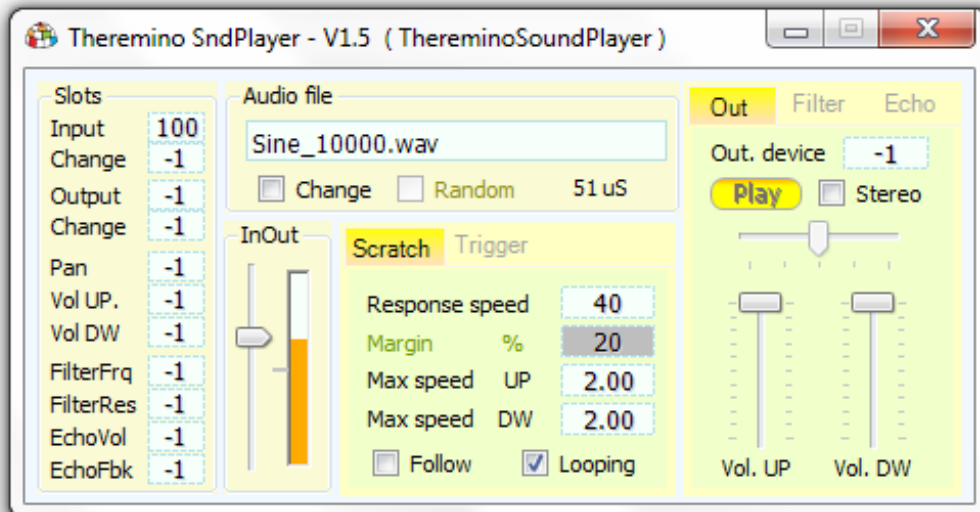 Theremino SndPlayer - V1.5 ( ThereminoSoundPlayer )
Slots
Input 100
Change -1
Output -1
Change -1
Pan -1
Vol UP. -1
Vol DW -1
FilterFrq -1
FilterRes -1
EchoVol -1
EchoFbk -1
Audio file
Sine_10000.wav
Change Random 51 uS
InOut
Scratch Trigger
Response speed 40
Margin % 20
Max speed UP 2.00
Max speed DW 2.00
Follow Looping
Out Filter Echo
Out. device -1
Play Stereo
Vol. UP Vol. DW